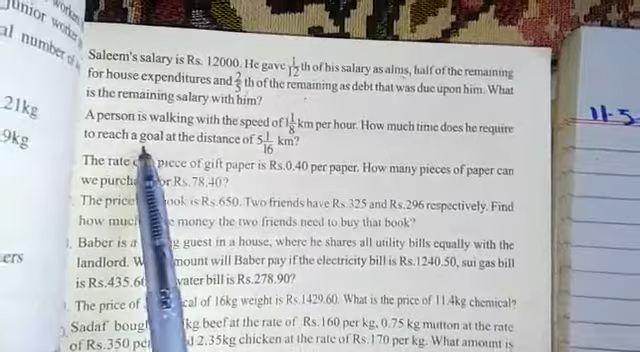 Junior worker
al number of
21kg
9kg
ers
Saleem's salary is Rs. 12000. He gave 1/12 th of his salary as alms, half of the remaining
for house expenditures and 2/5 th of the remaining as debt that was due upon him. What
is the remaining salary with him?
A person is walking with the speed of 1 1/8 km per hour. How much time does he require
to reach a goal at the distance of 5 1/16 km?
The rate piece of gift paper is Rs.0.40 per paper. How many pieces of paper can
we purcha or Rs.78.40?
The price ook is Rs.650. Two friends have Rs.325 and Rs.296 respectively. Find
how much e money the two friends need to buy that book?
Baber is a g guest in a house, where he shares all utility bills equally with the
landlord. W mount will Baber pay if the electricity bill is Rs.1240.50, sui gas bill
is Rs.435.60 vater bill is Rs.278.90?
The price of cal of 16kg weight is Rs.1429.60. What is the price of 11.4kg chemical?
Sadaf boug kg beef at the rate of Rs.160 per kg, 0.75 kg mutton at the rate
of Rs.350 pe d 2.35kg chicken at the rate of Rs.170 per kg. What amount is
11.5